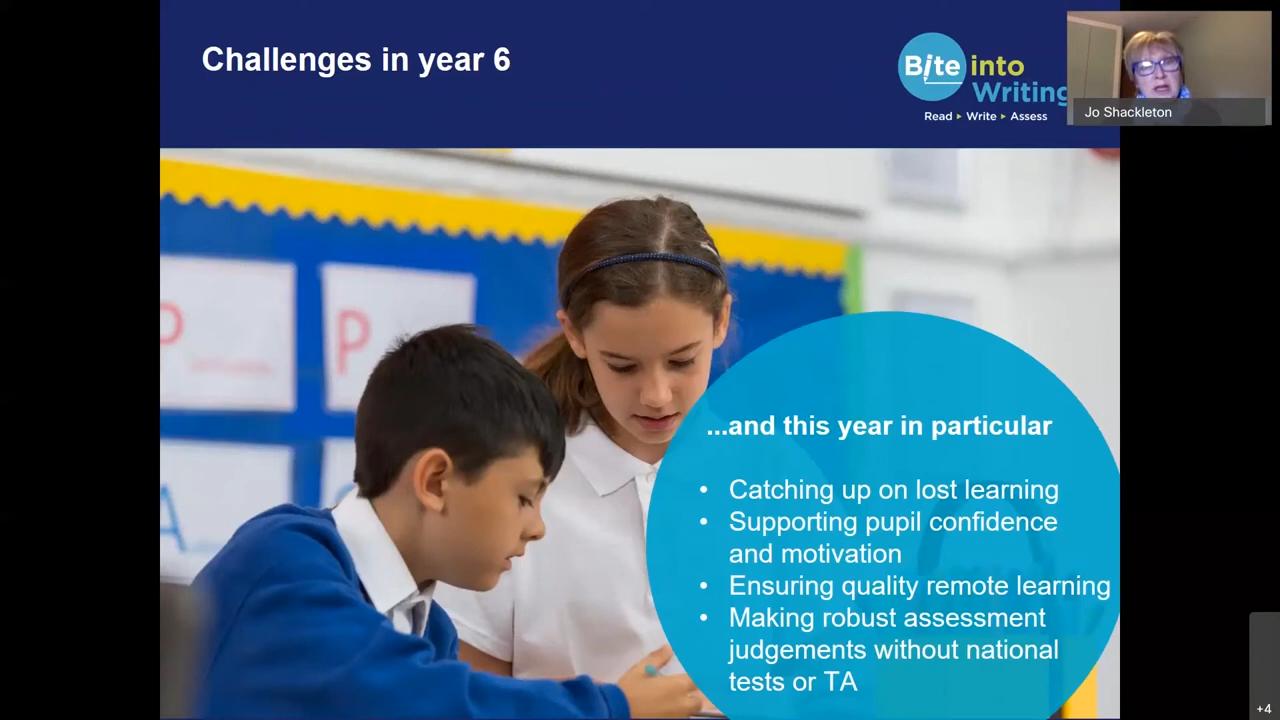 Challenges in year 6
Bite into
Writing
Read ▸ Write ▸ Assess
Jo Shackleton
P
P
A
...and this year in particular
• Catching up on lost learning
• Supporting pupil confidence
and motivation
• Ensuring quality remote learning
• Making robust assessment
judgements without national
tests or TA
+4